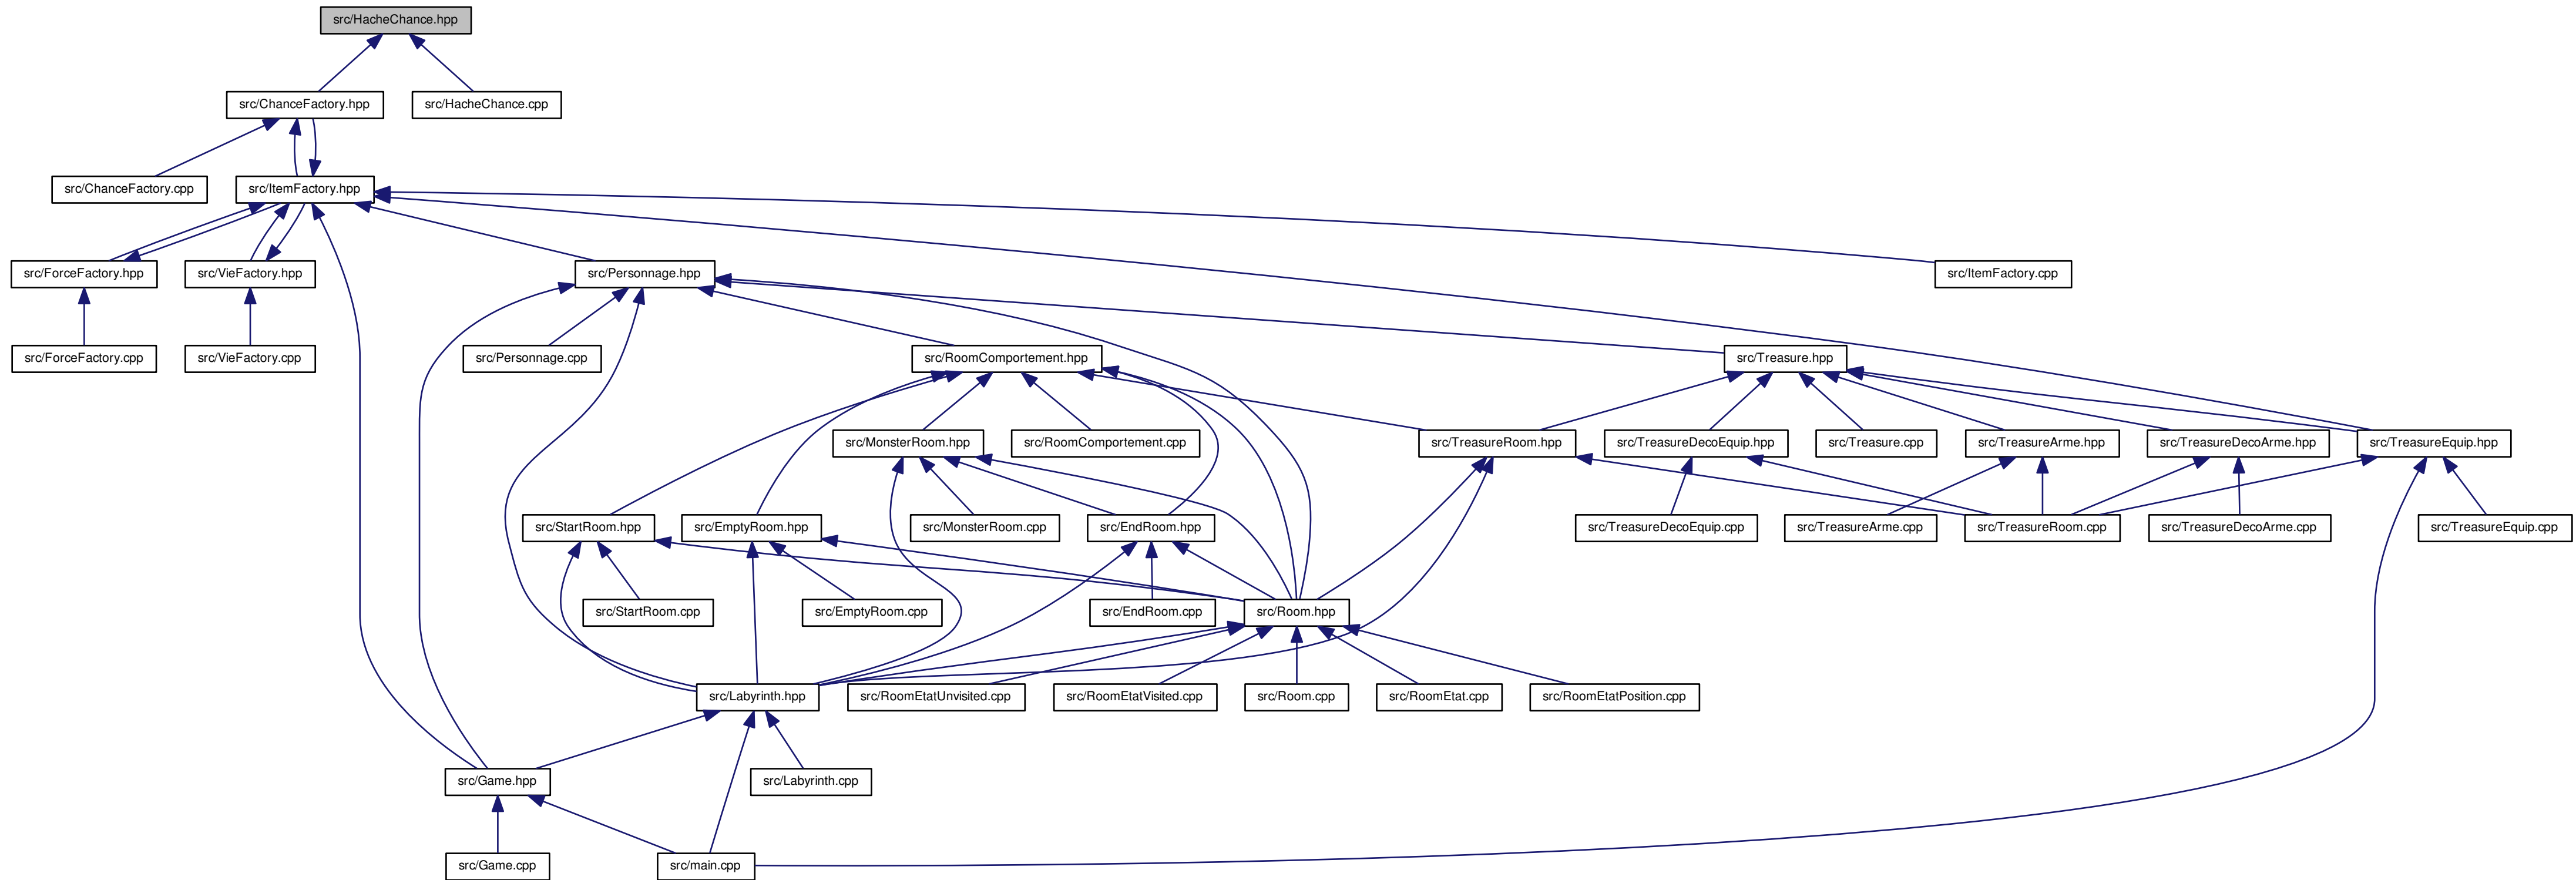 src/HacheChance.hpp
src/ChanceFactory.hpp
src/HacheChance.cpp
src/ChanceFactory.cpp
src/ItemFactory.hpp
src/ForceFactory.hpp
src/VieFactory.hpp
src/Personnage.hpp
src/ItemFactory.cpp
src/ForceFactory.cpp
src/VieFactory.cpp
src/Personnage.cpp
src/RoomComportement.hpp
src/Treasure.hpp
src/MonsterRoom.hpp
src/RoomComportement.cpp
src/TreasureRoom.hpp
src/TreasureDecoEquip.hpp
src/Treasure.cpp
src/TreasureArme.hpp
src/TreasureDecoArme.hpp
src/TreasureEquip.hpp
src/StartRoom.hpp
src/EmptyRoom.hpp
src/MonsterRoom.cpp
src/EndRoom.hpp
src/TreasureDecoEquip.cpp
src/TreasureArme.cpp
src/TreasureRoom.cpp
src/TreasureDecoArme.cpp
src/TreasureEquip.cpp
src/StartRoom.cpp
src/EmptyRoom.cpp
src/EndRoom.cpp
src/Room.hpp
src/Labyrinth.hpp
src/RoomEtatUnvisited.cpp
src/RoomEtatVisited.cpp
src/Room.cpp
src/RoomEtat.cpp
src/RoomEtatPosition.cpp
src/Game.hpp
src/Labyrinth.cpp
src/Game.cpp
src/main.cpp